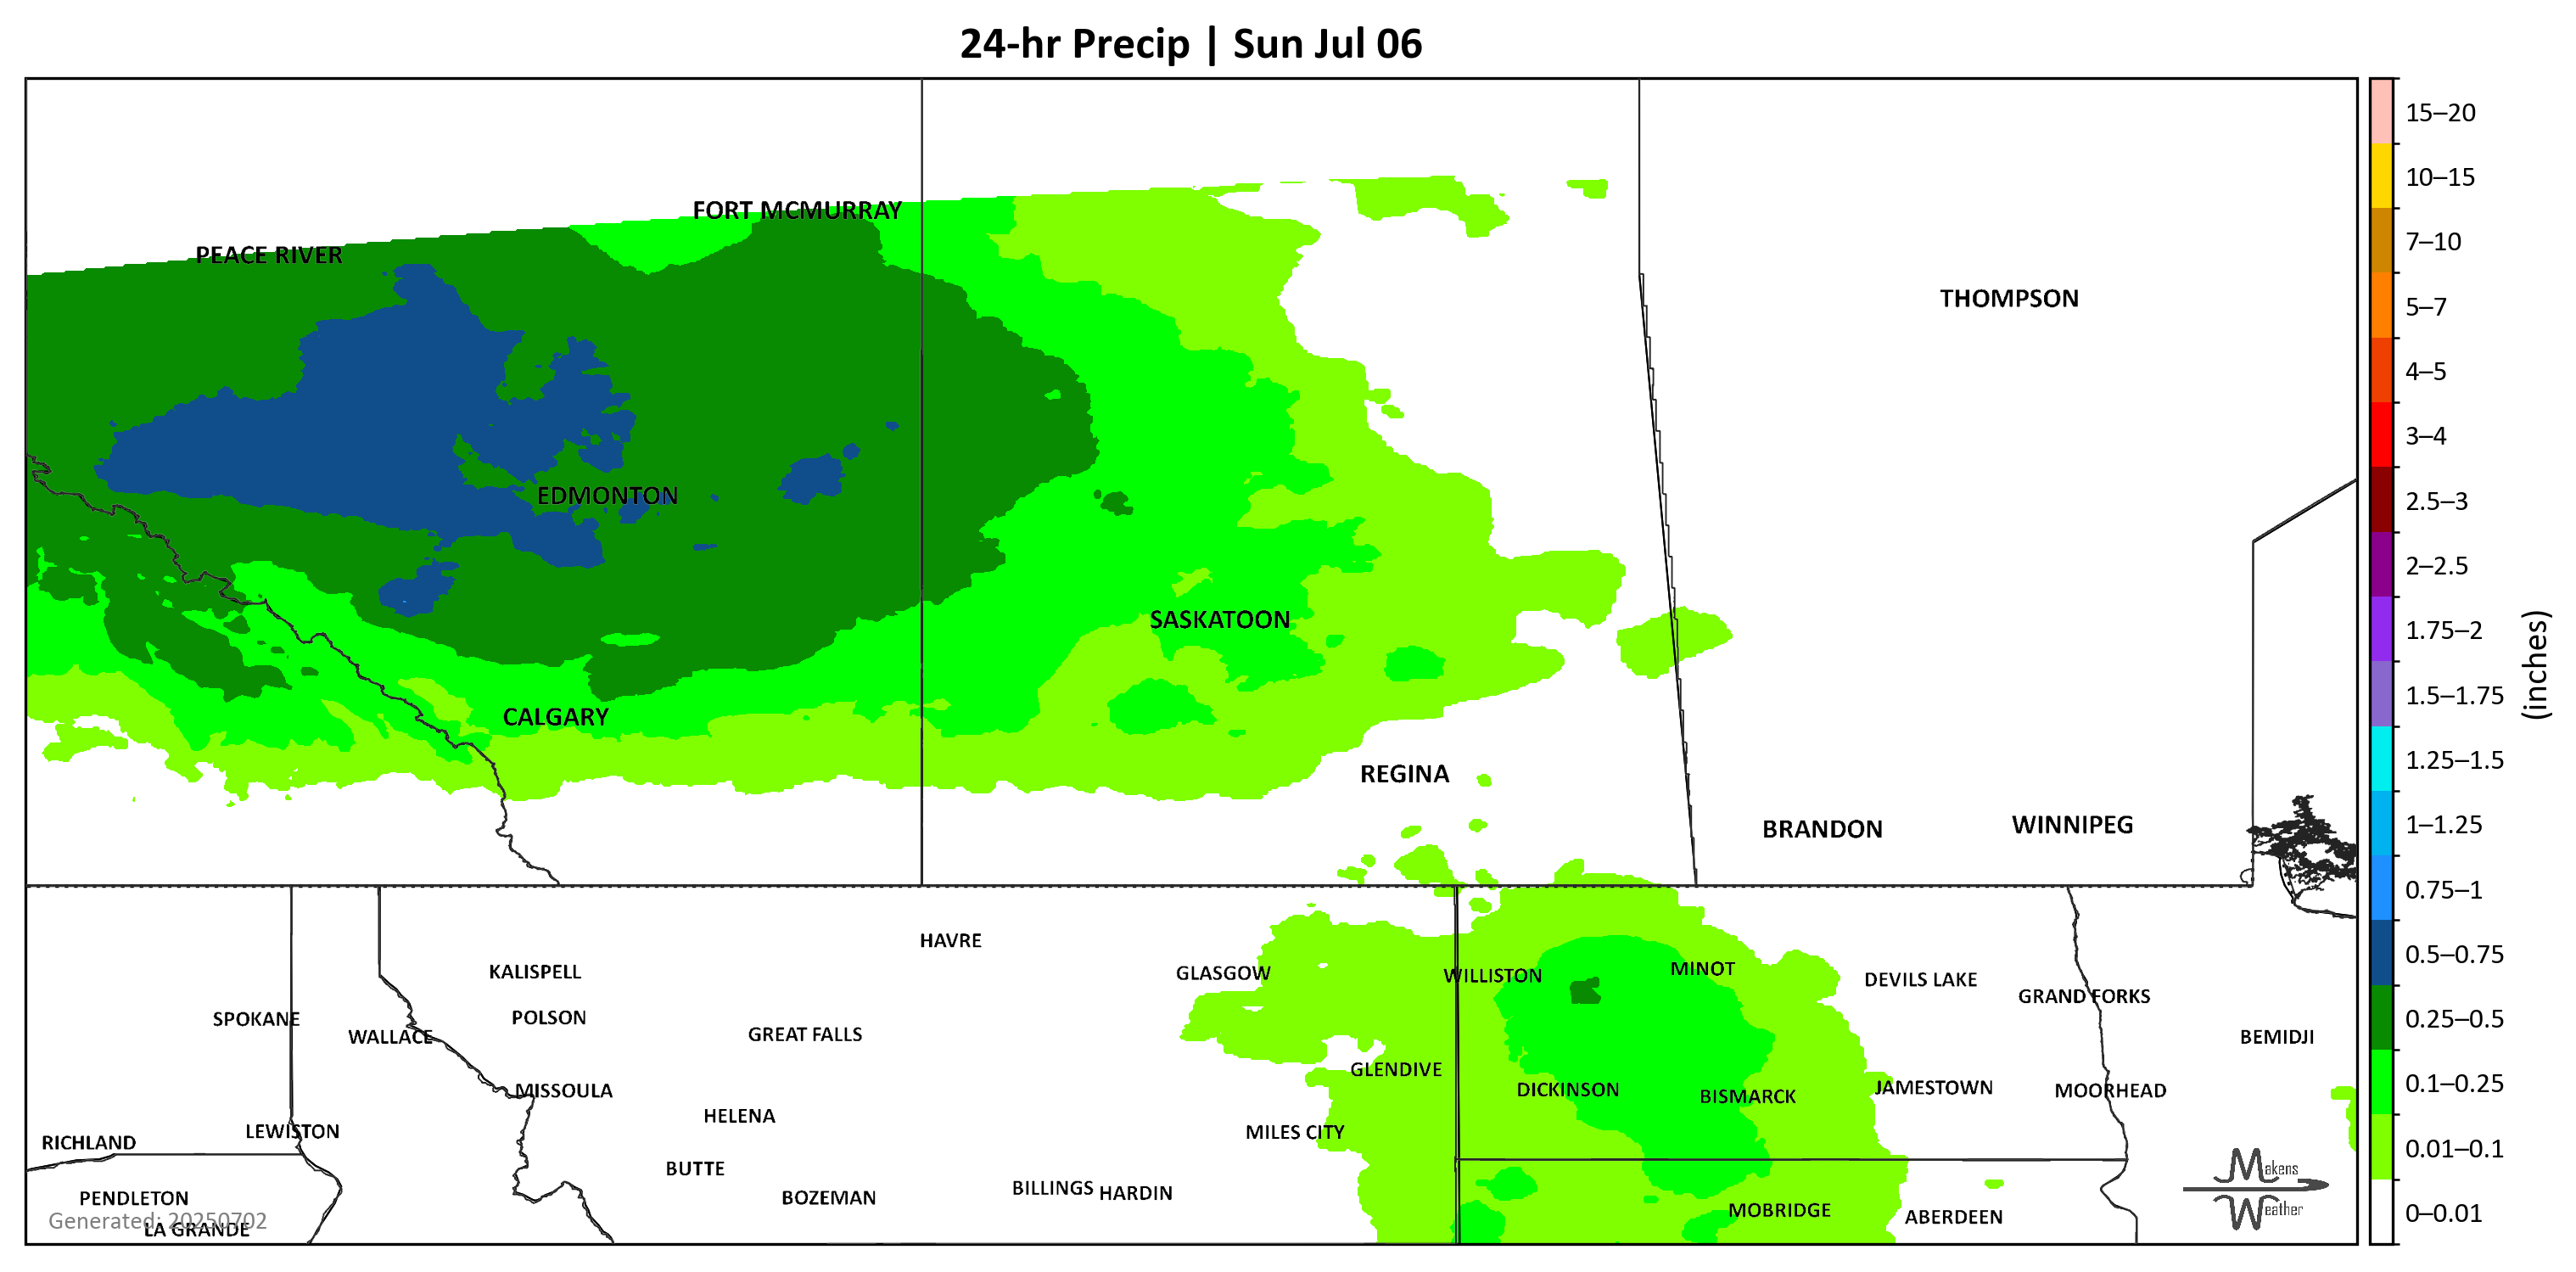 24-hr Precip | Sun Jul 06
15–20
10–15
7–10
5–7
4–5
3–4
2.5–3
2–2.5
1.75–2
1.5–1.75
1.25–1.5
1–1.25
0.75–1
0.5–0.75
0.25–0.5
0.1–0.25
0.01–0.1
0–0.01
(inches)
FORT MCMURRAY
PEACE RIVER
THOMPSON
EDMONTON
SASKATOON
CALGARY
REGINA
BRANDON
WINNIPEG
HAVRE
KALISPELL
GLASGOW
WILLISTON
MINOT
DEVILS LAKE
GRAND FORKS
SPOKANE
WALLACE
POLSON
GREAT FALLS
BEMIDJI
GLENDIVE
MISSOULA
DICKINSON
BISMARCK
JAMESTOWN
MOORHEAD
HELENA
RICHLAND
LEWISTON
MILES CITY
BUTTE
PENDLETON
BOZEMAN
BILLINGS
HARDIN
MOBRIDGE
ABERDEEN
Generated: 20250702
LA GRANDE
Makens
Weather